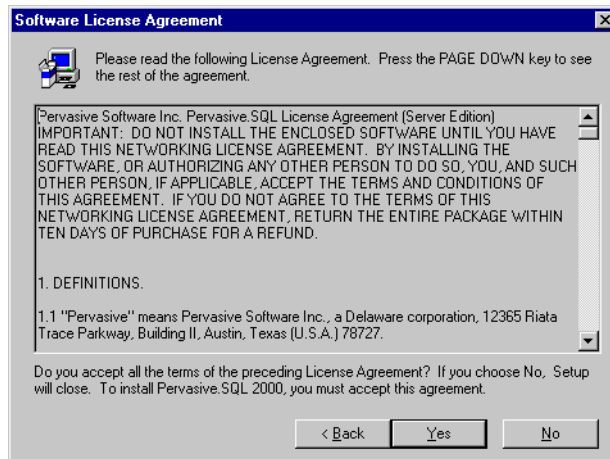 Software License Agreement
Please read the following License Agreement. Press the PAGE DOWN key to see
the rest of the agreement.
Pervasive Software Inc. Pervasive.SQL License Agreement (Server Edition)
IMPORTANT: DO NOT INSTALL THE ENCLOSED SOFTWARE UNTIL YOU HAVE
READ THIS NETWORKING LICENSE AGREEMENT. BY INSTALLING THE
SOFTWARE, OR AUTHORIZING ANY OTHER PERSON TO DO SO, YOU, AND SUCH
OTHER PERSON, IF APPLICABLE, ACCEPT THE TERMS AND CONDITIONS OF
THIS AGREEMENT. IF YOU DO NOT AGREE TO THE TERMS OF THIS
NETWORKING LICENSE AGREEMENT, RETURN THE ENTIRE PACKAGE WITHIN
TEN DAYS OF PURCHASE FOR A REFUND.
1. DEFINITIONS.
1.1 "Pervasive" means Pervasive Software Inc., a Delaware corporation, 12365 Riata
Trace Parkway, Building II, Austin, Texas (U.S.A.) 78727.
Do you accept all the terms of the preceding License Agreement? If you choose No, Setup
will close. To install Pervasive.SQL 2000, you must accept this agreement.
< Back Yes No